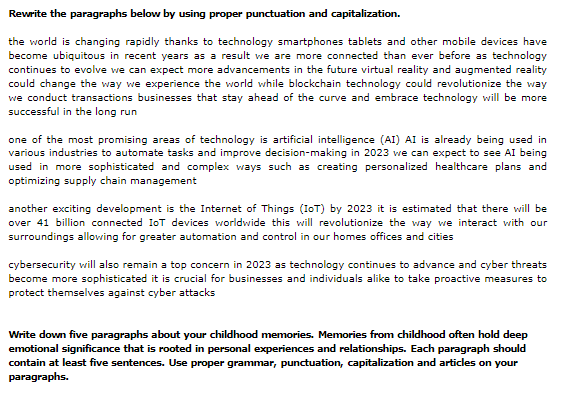 Rewrite the paragraphs below by using proper punctuation and capitalization.
the world is changing rapidly thanks to technology smartphones tablets and other mobile devices have
become ubiquitous in recent years as a result we are more connected than ever before as technology
continues to evolve we can expect more advancements in the future virtual reality and augmented reality
could change the way we experience the world while blockchain technology could revolutionize the way
we conduct transactions businesses that stay ahead of the curve and embrace technology will be more
successful in the long run
one of the most promising areas of technology is artificial intelligence (AI) AI is already being used in
various industries to automate tasks and improve decision-making in 2023 we can expect to see AI being
used in more sophisticated and complex ways such as creating personalized healthcare plans and
optimizing supply chain management
another exciting development is the Internet of Things (IoT) by 2023 it is estimated that there will be
over 41 billion connected IoT devices worldwide this will revolutionize the way we interact with our
surroundings allowing for greater automation and control in our homes offices and cities
cybersecurity will also remain a top concern in 2023 as technology continues to advance and cyber threats
become more sophisticated it is crucial for businesses and individuals alike to take proactive measures to
protect themselves against cyber attacks
Write down five paragraphs about your childhood memories. Memories from childhood often hold deep
emotional significance that is rooted in personal experiences and relationships. Each paragraph should
contain at least five sentences. Use proper grammar, punctuation, capitalization and articles on your
paragraphs.